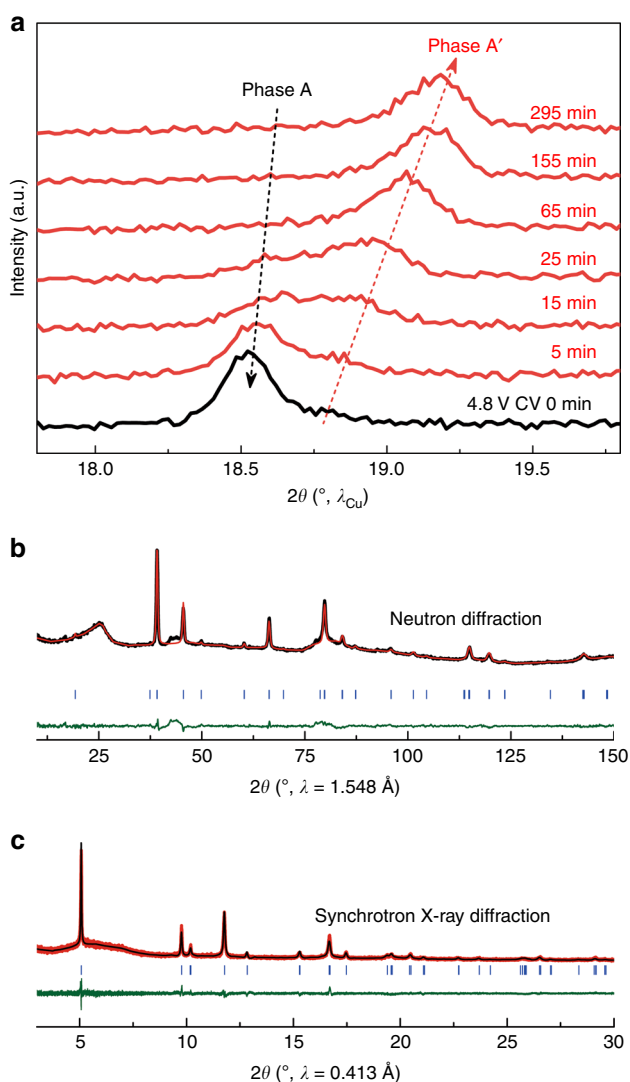 a
Phase A′
Phase A
295 min
155 min
65 min
25 min
15 min
5 min
4.8 V CV 0 min
Intensity (a.u.)
18.0 18.5 19.0 19.5
2θ (°, λCu)
b
Neutron diffraction
25 50 75 100 125 150
2θ (°, λ = 1.548 Å)
c
Synchrotron X-ray diffraction
5 10 15 20 25 30
2θ (°, λ = 0.413 Å)